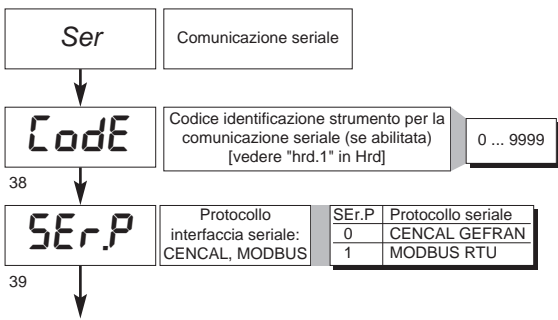 Ser
Comunicazione seriale
CodE
Codice identificazione strumento per la
comunicazione seriale (se abilitata)
[vedere "hrd.1" in Hrd]
0 ... 9999
38
SEr.P
Protocollo
interfaccia seriale:
CENCAL, MODBUS
SEr.P Protocollo seriale
0 CENCAL GEFRAN
1 MODBUS RTU
39